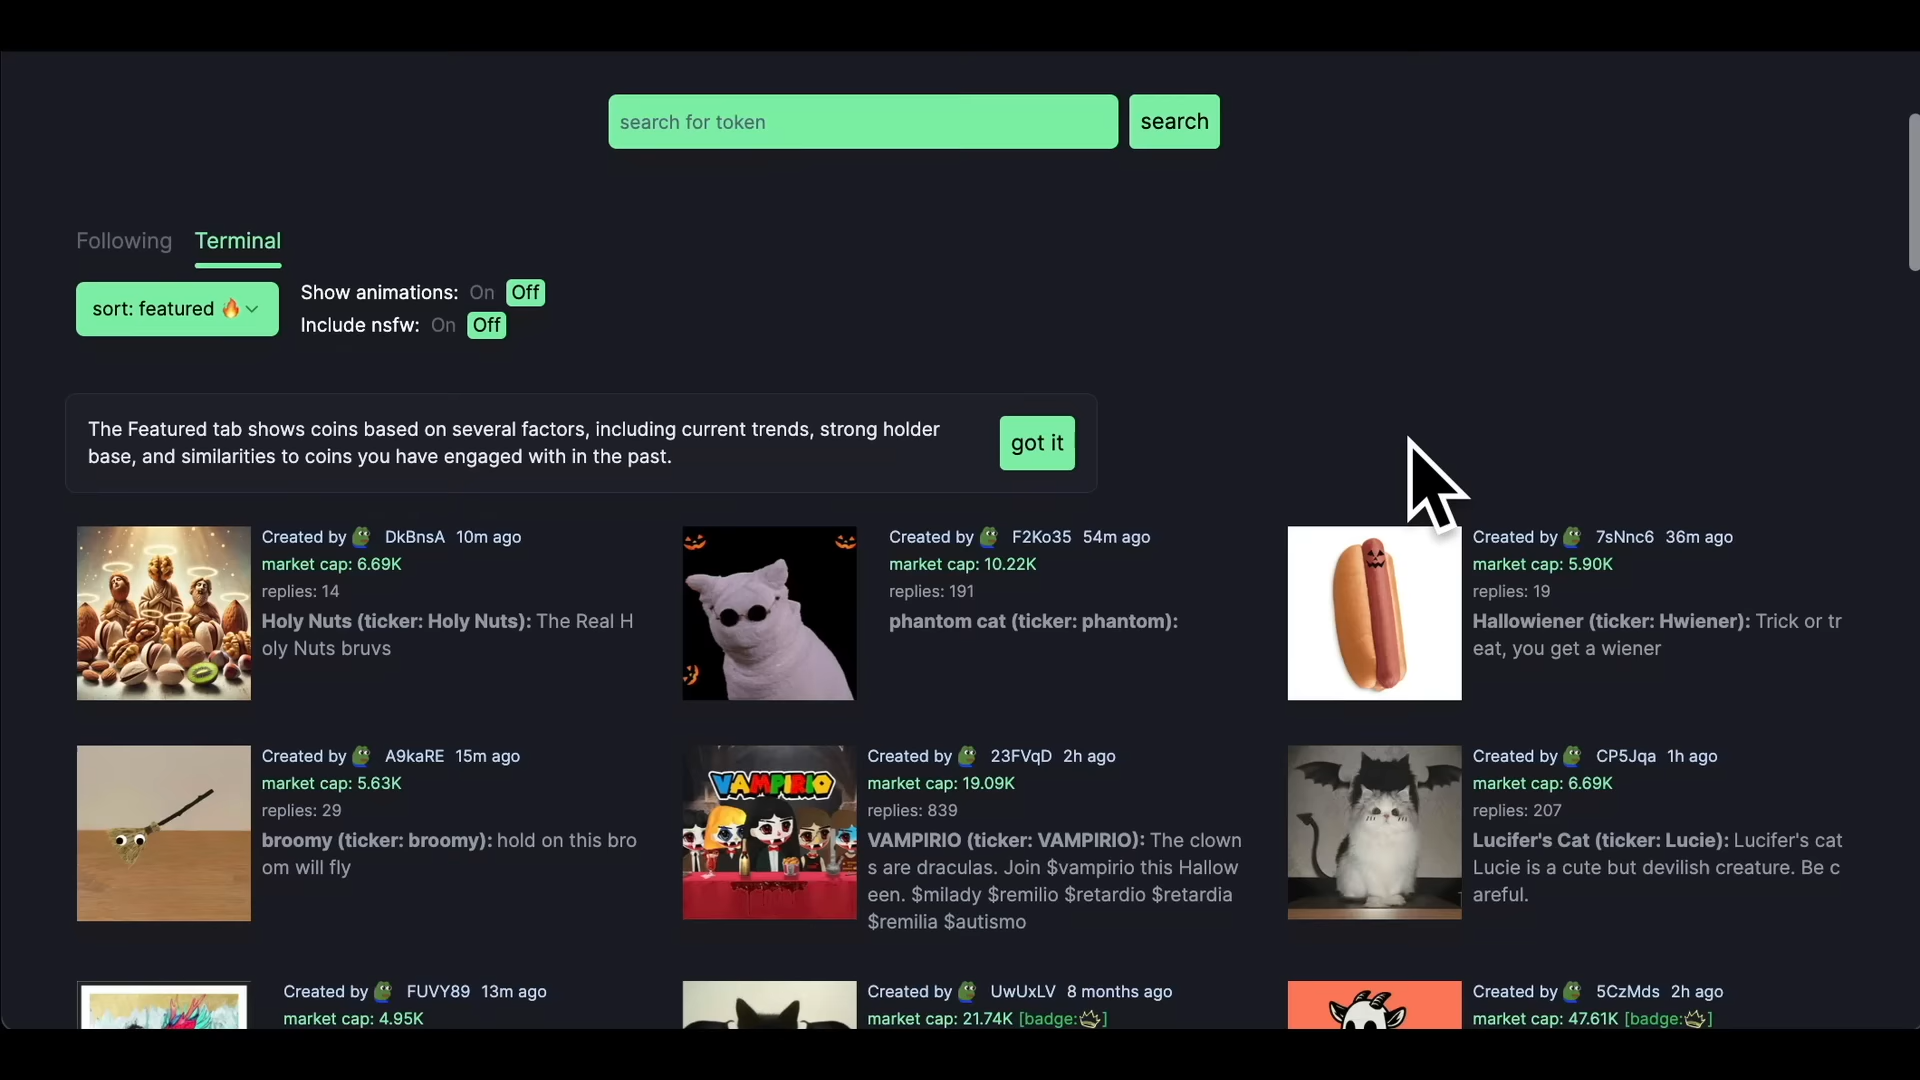 search for token
search
Following
Terminal
sort: featured 🔥
Show animations: On Off
Include nsfw: On Off
The Featured tab shows coins based on several factors, including current trends, strong holder
base, and similarities to coins you have engaged with in the past.
got it
Created by DkBnsA 10m ago
market cap: 6.69K
replies: 14
Holy Nuts (ticker: Holy Nuts): The Real H
oly Nuts bruvs
Created by F2Ko35 54m ago
market cap: 10.22K
replies: 191
phantom cat (ticker: phantom):
Created by 7sNnc6 36m ago
market cap: 5.90K
replies: 19
Hallowiener (ticker: Hwiener): Trick or tr
eat, you get a wiener
Created by A9kaRE 15m ago
market cap: 5.63K
replies: 29
broomy (ticker: broomy): hold on this bro
om will fly
VAMPIRIO
Created by 23FVqD 2h ago
market cap: 19.09K
replies: 839
VAMPIRIO (ticker: VAMPIRIO): The clown
s are draculas. Join $vampirio this Hallow
een. $milady $remilio $retardio $retardia
$remilia $autismo
Created by CP5Jqa 1h ago
market cap: 6.69K
replies: 207
Lucifer's Cat (ticker: Lucie): Lucifer's cat
Lucie is a cute but devilish creature. Be c
areful.
Created by FUVY89 13m ago
market cap: 4.95K
Created by UwUxLV 8 months ago
market cap: 21.74K [badge:👑]
Created by 5CzMds 2h ago
market cap: 47.61K [badge:👑]